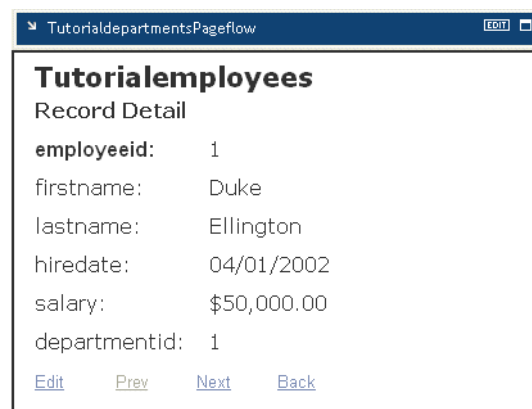 TutorialdepartmentsPageflow EDIT
Tutorialemployees
Record Detail
employeeid: 1
firstname: Duke
lastname: Ellington
hiredate: 04/01/2002
salary: $50,000.00
departmentid: 1
Edit Prev Next Back